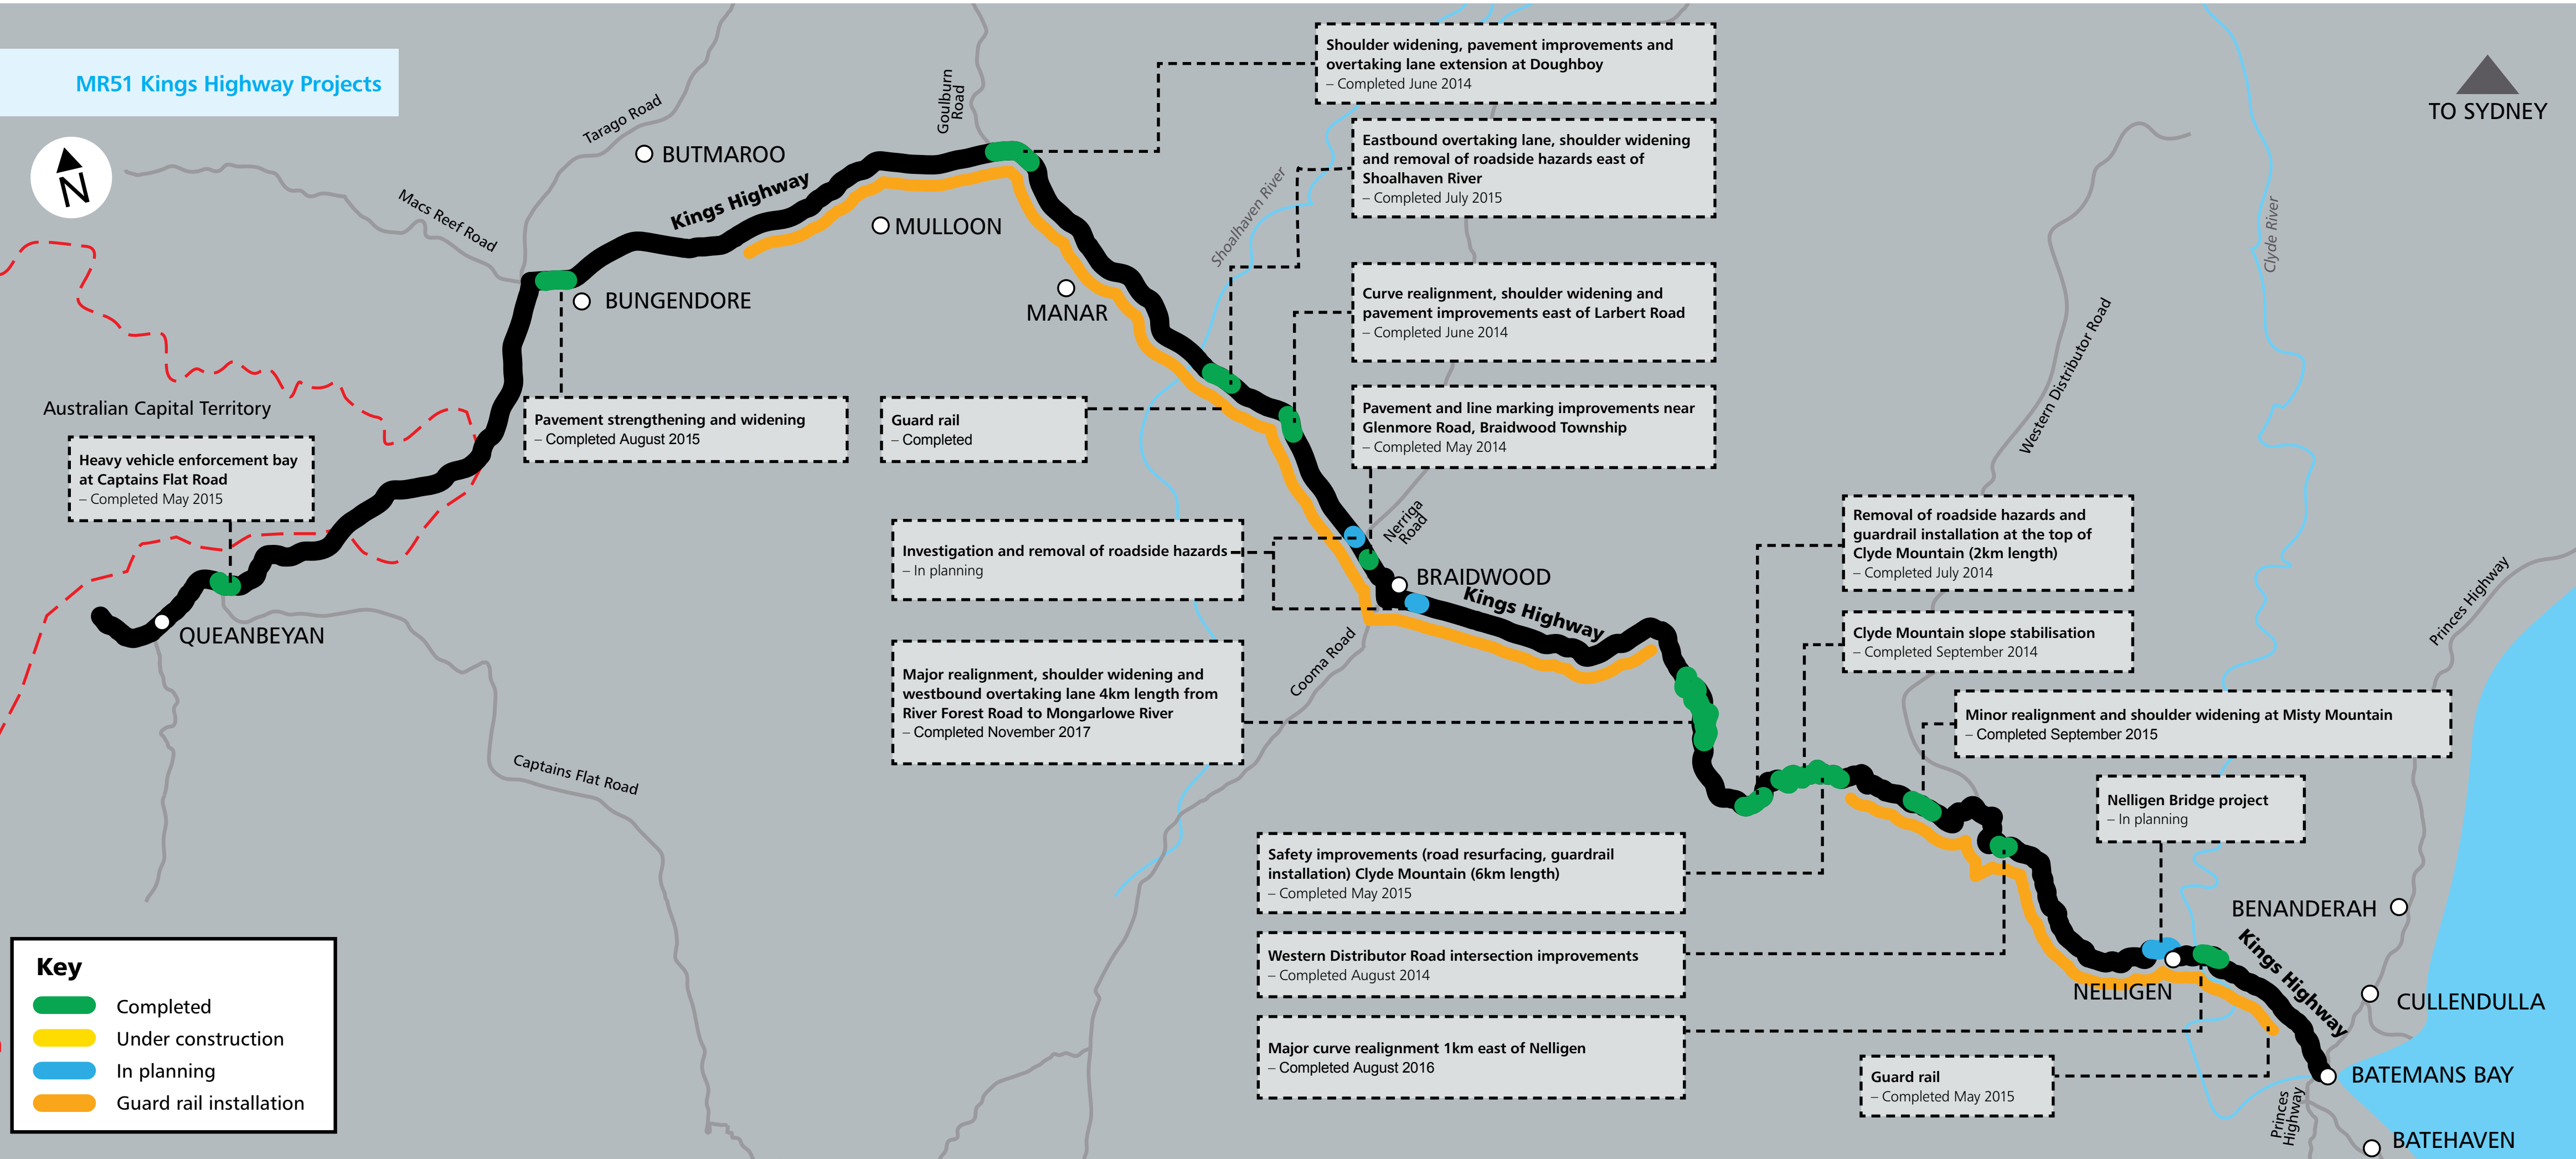 MR51 Kings Highway Projects
N
TO SYDNEY
Shoulder widening, pavement improvements and
overtaking lane extension at Doughboy
– Completed June 2014
Eastbound overtaking lane, shoulder widening
and removal of roadside hazards east of
Shoalhaven River
– Completed July 2015
Curve realignment, shoulder widening and
pavement improvements east of Larbert Road
– Completed June 2014
Pavement and line marking improvements near
Glenmore Road, Braidwood Township
– Completed May 2014
Tarago Road
Goulburn
Road
BUTMAROO
Macs Reef Road
Kings Highway
MULLOON
Shoalhaven River
Clyde River
BUNGENDORE
MANAR
Western Distributor Road
Australian Capital Territory
Heavy vehicle enforcement bay
at Captains Flat Road
– Completed May 2015
Pavement strengthening and widening
– Completed August 2015
Guard rail
– Completed
Investigation and removal of roadside hazards
– In planning
Nerriga
Road
BRAIDWOOD
Kings Highway
Removal of roadside hazards and
guardrail installation at the top of
Clyde Mountain (2km length)
– Completed July 2014
Clyde Mountain slope stabilisation
– Completed September 2014
Princes Highway
QUEANBEYAN
Cooma Road
Major realignment, shoulder widening and
westbound overtaking lane 4km length from
River Forest Road to Mongarlowe River
– Completed November 2017
Minor realignment and shoulder widening at Misty Mountain
– Completed September 2015
Captains Flat Road
Nelligen Bridge project
– In planning
Safety improvements (road resurfacing, guardrail
installation) Clyde Mountain (6km length)
– Completed May 2015
Western Distributor Road intersection improvements
– Completed August 2014
Major curve realignment 1km east of Nelligen
– Completed August 2016
BENANDERAH
Kings Highway
NELLIGEN
CULLENDULLA
Guard rail
– Completed May 2015
BATEMANS BAY
Princes
Highway
BATEHAVEN
Key
Completed
Under construction
In planning
Guard rail installation